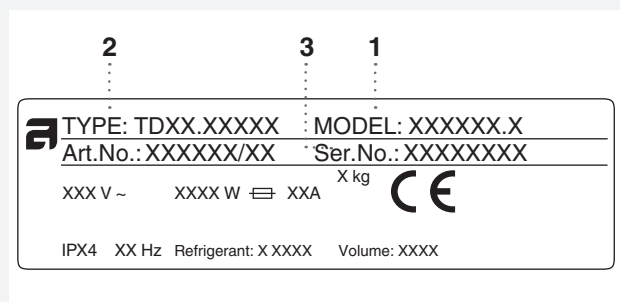 2 3 1
TYPE: TDXX.XXXXX MODEL: XXXXXX.X
Art.No.: XXXXXX/XX Ser.No.: XXXXXXXX
XXX V ~ XXXX W XXA X kg CE
IPX4 XX Hz Refrigerant: X XXXX Volume: XXXX